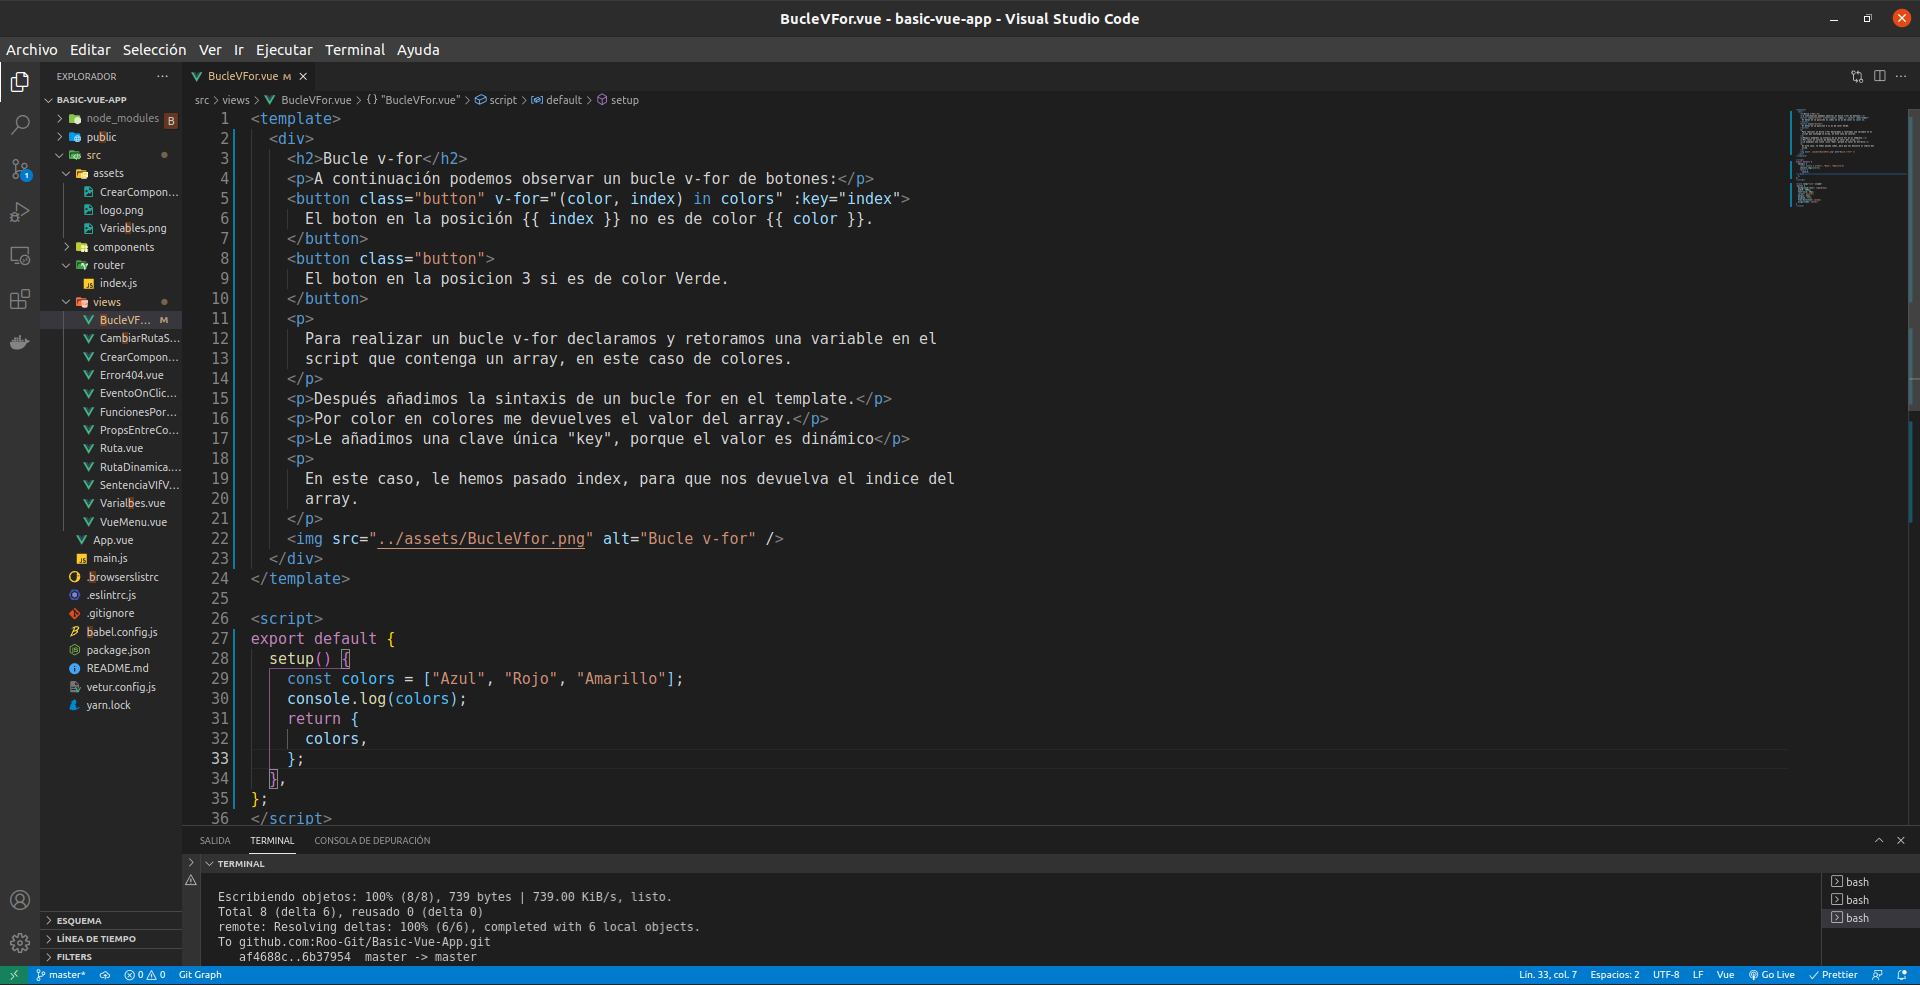 BucleVFor.vue - basic-vue-app - Visual Studio Code
Archivo Editar Selección Ver Ir Ejecutar Terminal Ayuda
EXPLORADOR
BucleVFor.vue M
BASIC-VUE-APP
src > views > BucleVFor.vue > {} "BucleVFor.vue" > script > default > setup
node_modules B
public
src
assets
CrearCompon...
logo.png
Variables.png
components
router
index.js
views
BucleVF... M
CambiarRutaS...
CrearCompon...
Error404.vue
EventoOnClic...
FuncionesPor...
PropsEntreCo...
Ruta.vue
RutaDinamica....
SentenciaVIfV...
Varialbes.vue
VueMenu.vue
App.vue
main.js
.browserslistrc
.eslintrc.js
.gitignore
babel.config.js
package.json
README.md
vetur.config.js
yarn.lock
ESQUEMA
LÍNEA DE TIEMPO
FILTERS
1 <template>
2 <div>
3 <h2>Bucle v-for</h2>
4 <p>A continuación podemos observar un bucle v-for de botones:</p>
5 <button class="button" v-for="(color, index) in colors" :key="index">
6 El boton en la posición {{ index }} no es de color {{ color }}.
7 </button>
8 <button class="button">
9 El boton en la posicion 3 si es de color Verde.
10 </button>
11 <p>
12 Para realizar un bucle v-for declaramos y retoramos una variable en el
13 script que contenga un array, en este caso de colores.
14 </p>
15 <p>Después añadimos la sintaxis de un bucle for en el template.</p>
16 <p>Por color en colores me devuelves el valor del array.</p>
17 <p>Le añadimos una clave única "key", porque el valor es dinámico</p>
18 <p>
19 En este caso, le hemos pasado index, para que nos devuelva el indice del
20 array.
21 </p>
22 <img src="../assets/BucleVfor.png" alt="Bucle v-for" />
23 </div>
24 </template>
25
26 <script>
27 export default {
28 setup() {
29 const colors = ["Azul", "Rojo", "Amarillo"];
30 console.log(colors);
31 return {
32 colors,
33 };
34 },
35 };
36 </script>
SALIDA TERMINAL CONSOLA DE DEPURACIÓN
TERMINAL
Escribiendo objetos: 100% (8/8), 739 bytes | 739.00 KiB/s, listo.
Total 8 (delta 6), reusado 0 (delta 0)
remote: Resolving deltas: 100% (6/6), completed with 6 local objects.
To github.com:Roo-Git/Basic-Vue-App.git
af4688c..6b37954 master -> master
bash
bash
bash
1
master* 0 0 Git Graph
Lín. 33, col. 7 Espacios: 2 UTF-8 LF Vue Go Live Prettier